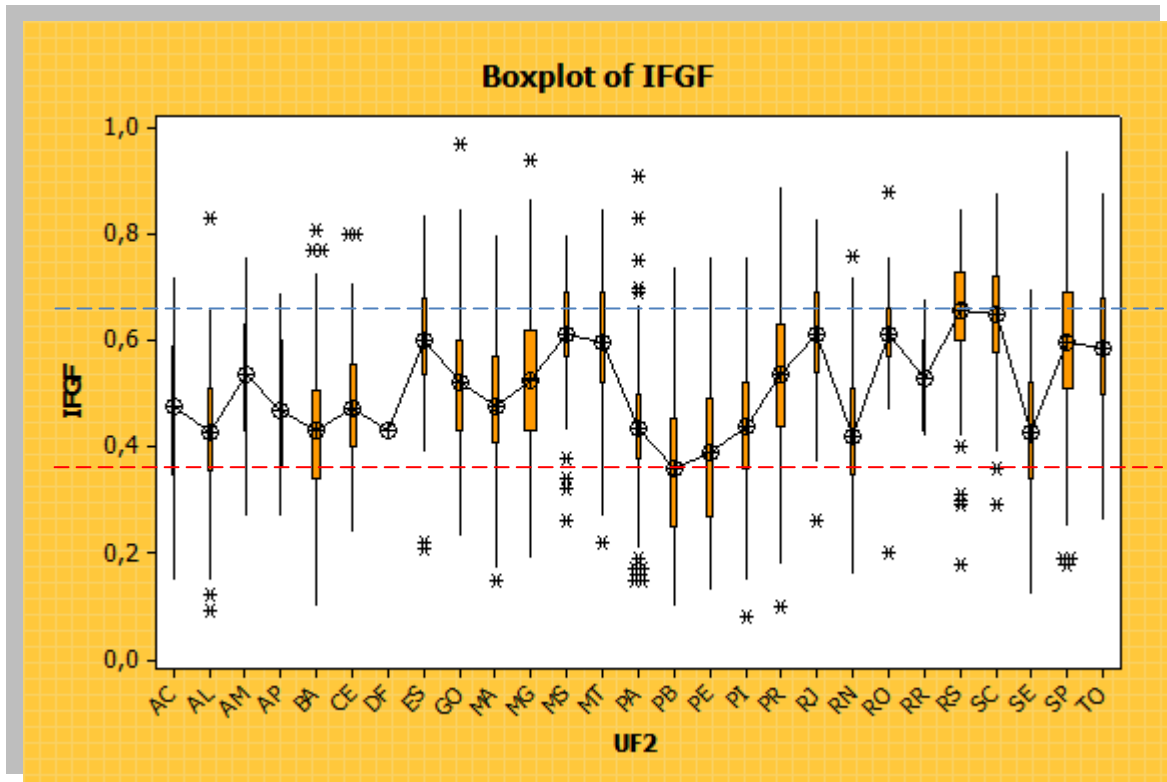 Boxplot of IFGF
1,0
0,8
0,6
0,4
0,2
0,0
IFGF
AC AL AM AP BA CE DF ES GO MA MG MS MT PA PB PE PI PR RJ RN RO RR RS SC SE SP TO
UF2